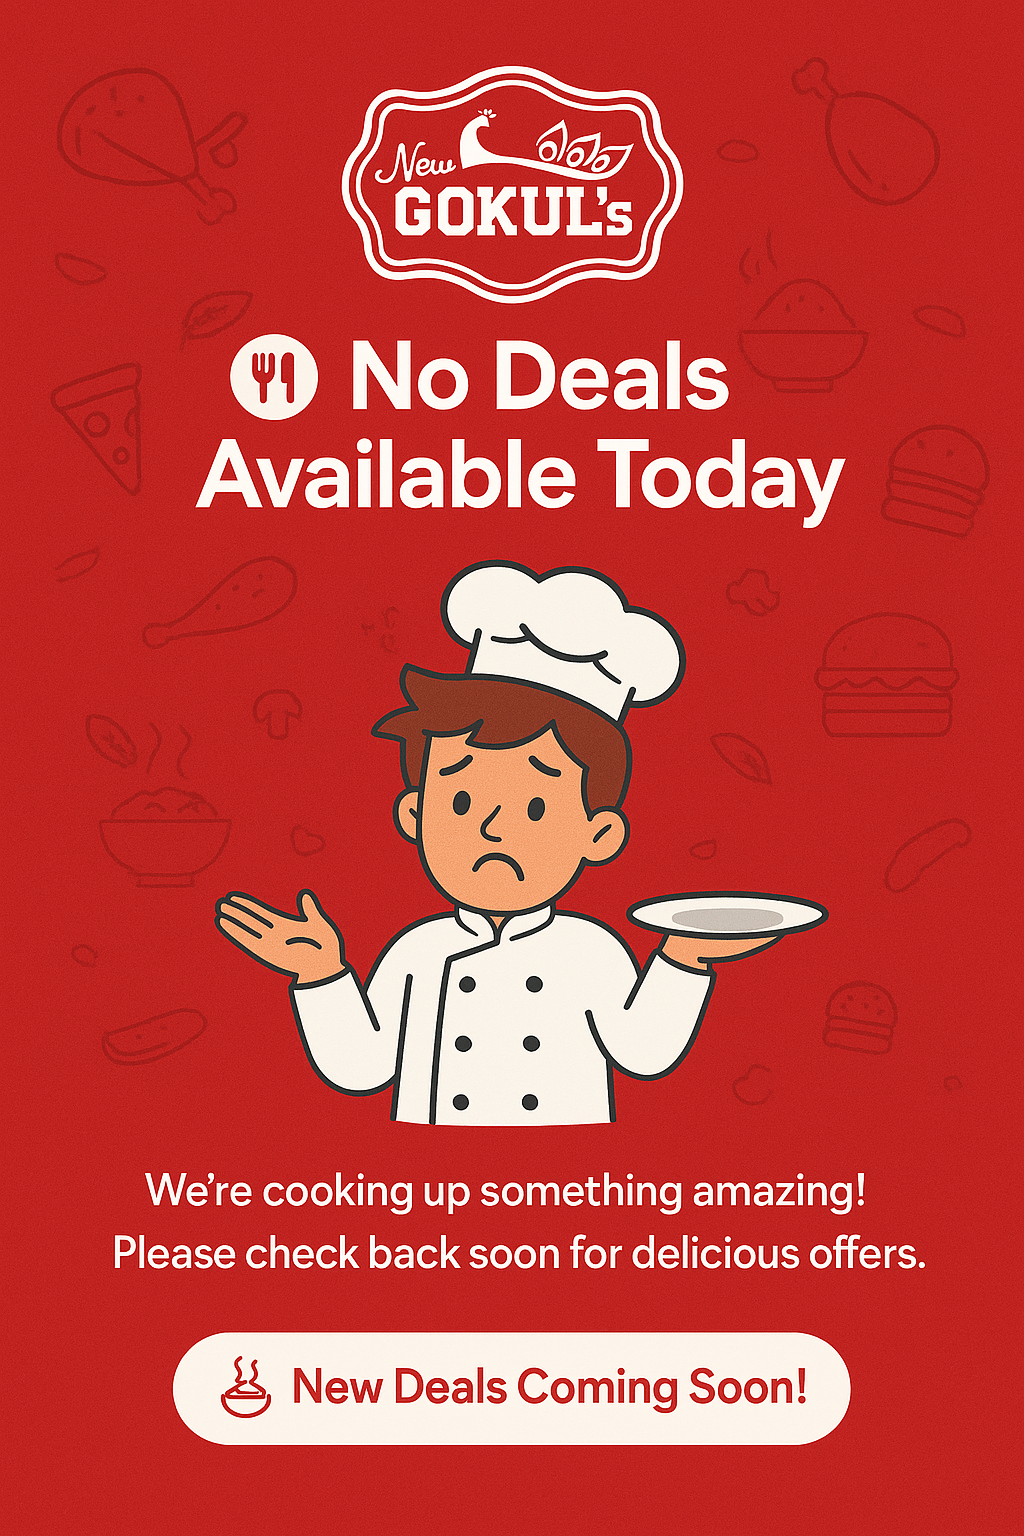 New
GOKUL's
No Deals
Available Today
We're cooking up something amazing!
Please check back soon for delicious offers.
New Deals Coming Soon!